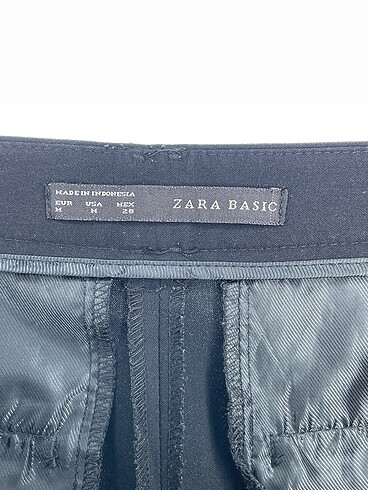 MADE IN INDONESIA
EUR USA MEX
M M 28
ZARA BASIC